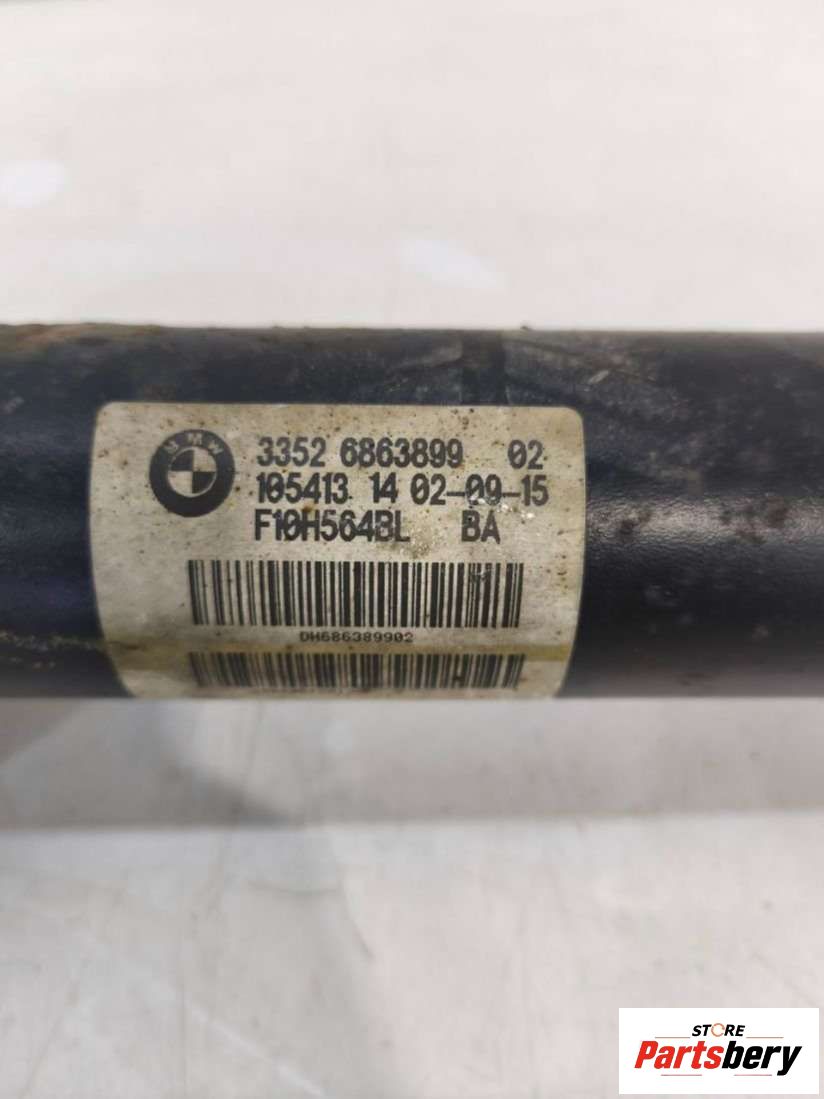 BMW
3352 6863899 02
105413 14 02-09-15
F10H564BL BA
DH686389902
STORE
Partsbery